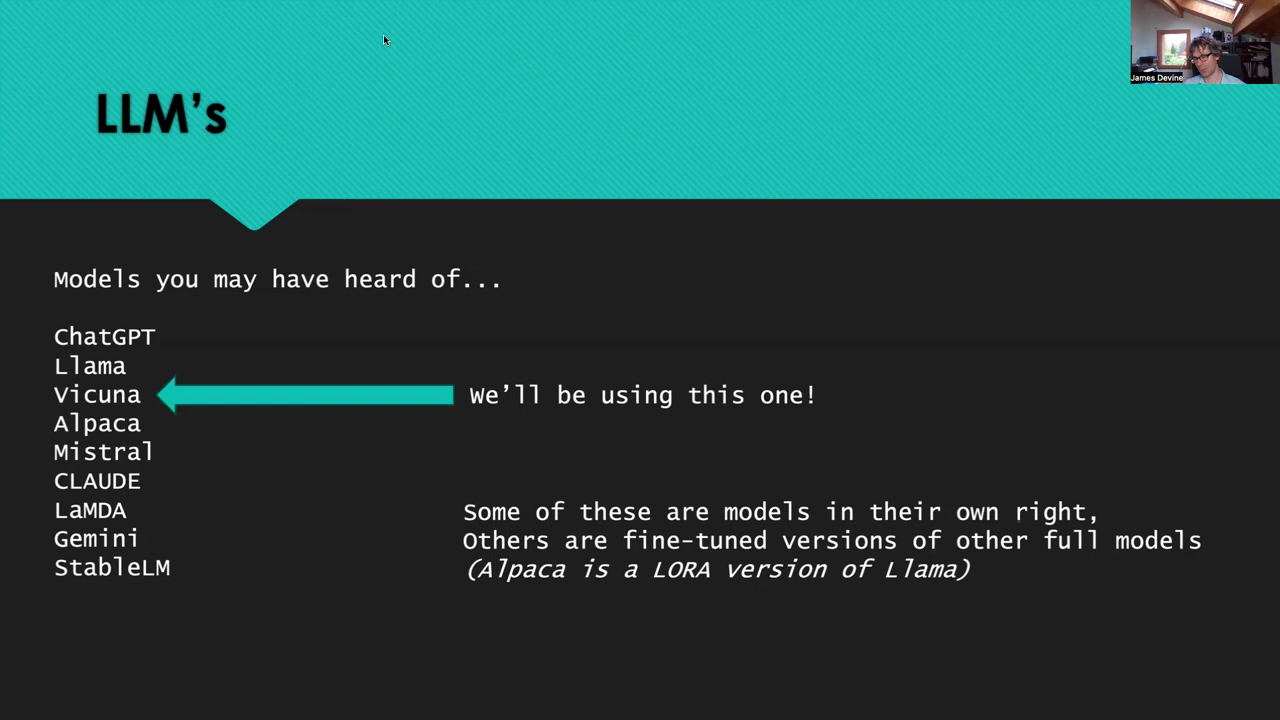 James Devine
LLM's
Models you may have heard of...
ChatGPT
Llama
Vicuna
We'll be using this one!
Alpaca
Mistral
CLAUDE
LaMDA
Some of these are models in their own right,
Gemini
Others are fine-tuned versions of other full models
StableLM
(Alpaca is a LORA version of Llama)